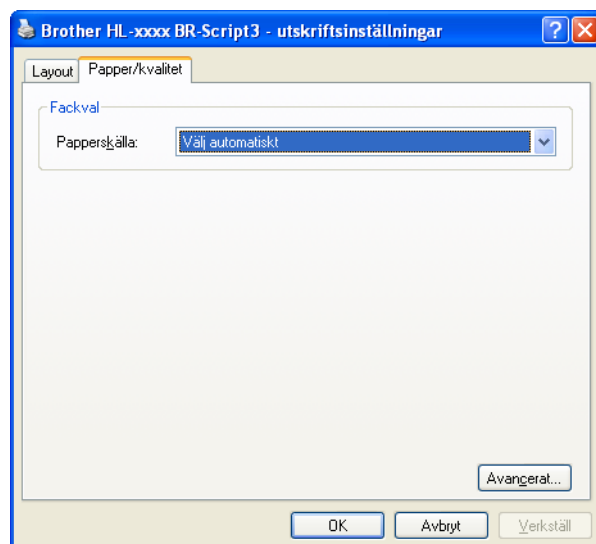 Brother HL-xxxx BR-Script3 - utskriftsinställningar
Layout Papper/kvalitet
Fackval
Papperskälla: Välj automatiskt
Avancerat...
OK Avbryt Verkställ